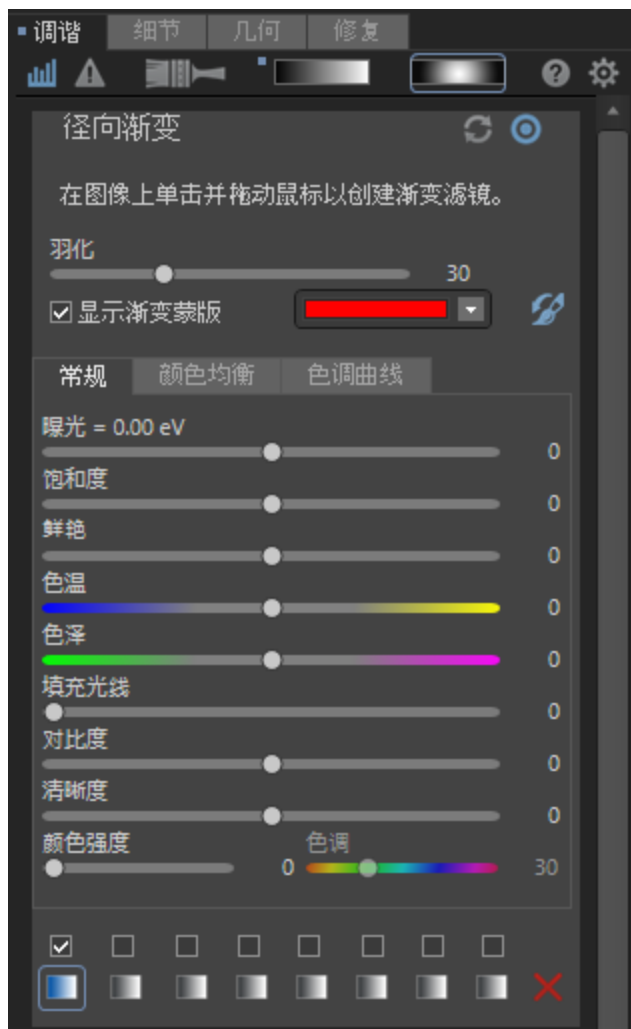 调谐 细节 几何 修复
径向渐变
在图像上单击并拖动鼠标以创建渐变滤镜。
羽化
30
显示渐变蒙版
常规 颜色均衡 色调曲线
曝光 = 0.00 eV
0
饱和度
0
鲜艳
0
色温
0
色泽
0
填充光线
0
对比度
0
清晰度
0
颜色强度 色调
0 30